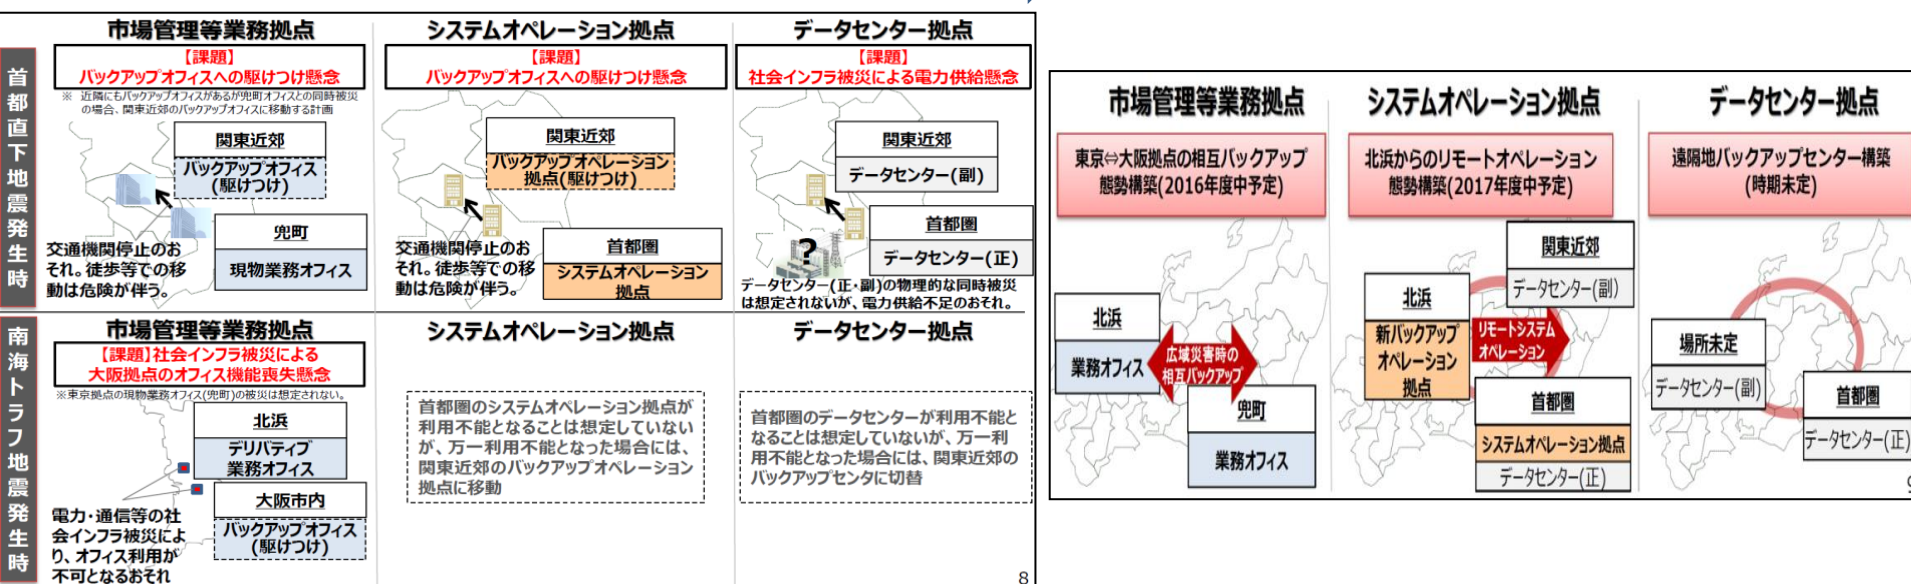 市場管理等業務拠点
【課題】
バックアップオフィスへの駆けつけ懸念
※ 近隣にもバックアップオフィスがあるが兜町オフィスとの同時被災
の場合、関東近郊のバックアップオフィスに移動する計画
関東近郊
バックアップオフィス
(駆けつけ)
兜町
現物業務オフィス
交通機関停止のお
それ。徒歩等での移
動は危険が伴う。
システムオペレーション拠点
【課題】
バックアップオフィスへの駆けつけ懸念
関東近郊
バックアップオペレーション
拠点(駆けつけ)
首都圏
システムオペレーション
拠点
交通機関停止のお
それ。徒歩等での移
動は危険が伴う。
データセンター拠点
【課題】
社会インフラ被災による電力供給懸念
関東近郊
データセンター(副)
首都圏
データセンター(正)
?
データセンター(正・副)の物理的な同時被災
は想定されないが、電力供給不足のおそれ。
首都直下地震発生時
南海トラフ地震発生時
市場管理等業務拠点
【課題】社会インフラ被災による
大阪拠点のオフィス機能喪失懸念
※東京拠点の現物業務オフィス(兜町)の被災は想定されない。
北浜
デリバティブ
業務オフィス
大阪市内
バックアップオフィス
(駆けつけ)
電力・通信等の社
会インフラ被災によ
り、オフィス利用が
不可となるおそれ
システムオペレーション拠点
首都圏のシステムオペレーション拠点が
利用不能となることは想定していない
が、万一利用不能となった場合には、
関東近郊のバックアップオペレーション
拠点に移動
データセンター拠点
首都圏のデータセンターが利用不能と
なることは想定していないが、万一利
用不能となった場合には、関東近郊の
バックアップセンタに切替
8
市場管理等業務拠点
東京⇔大阪拠点の相互バックアップ
態勢構築(2016年度中予定)
北浜
業務オフィス
広域災害時の
相互バックアップ
兜町
業務オフィス
システムオペレーション拠点
北浜からのリモートオペレーション
態勢構築(2017年度中予定)
関東近郊
データセンター(副)
北浜
新バックアップ
オペレーション
拠点
リモートシステム
オペレーション
首都圏
システムオペレーション拠点
データセンター(正)
データセンター拠点
遠隔地バックアップセンター構築
(時期未定)
場所未定
データセンター(副)
首都圏
データセンター(正)